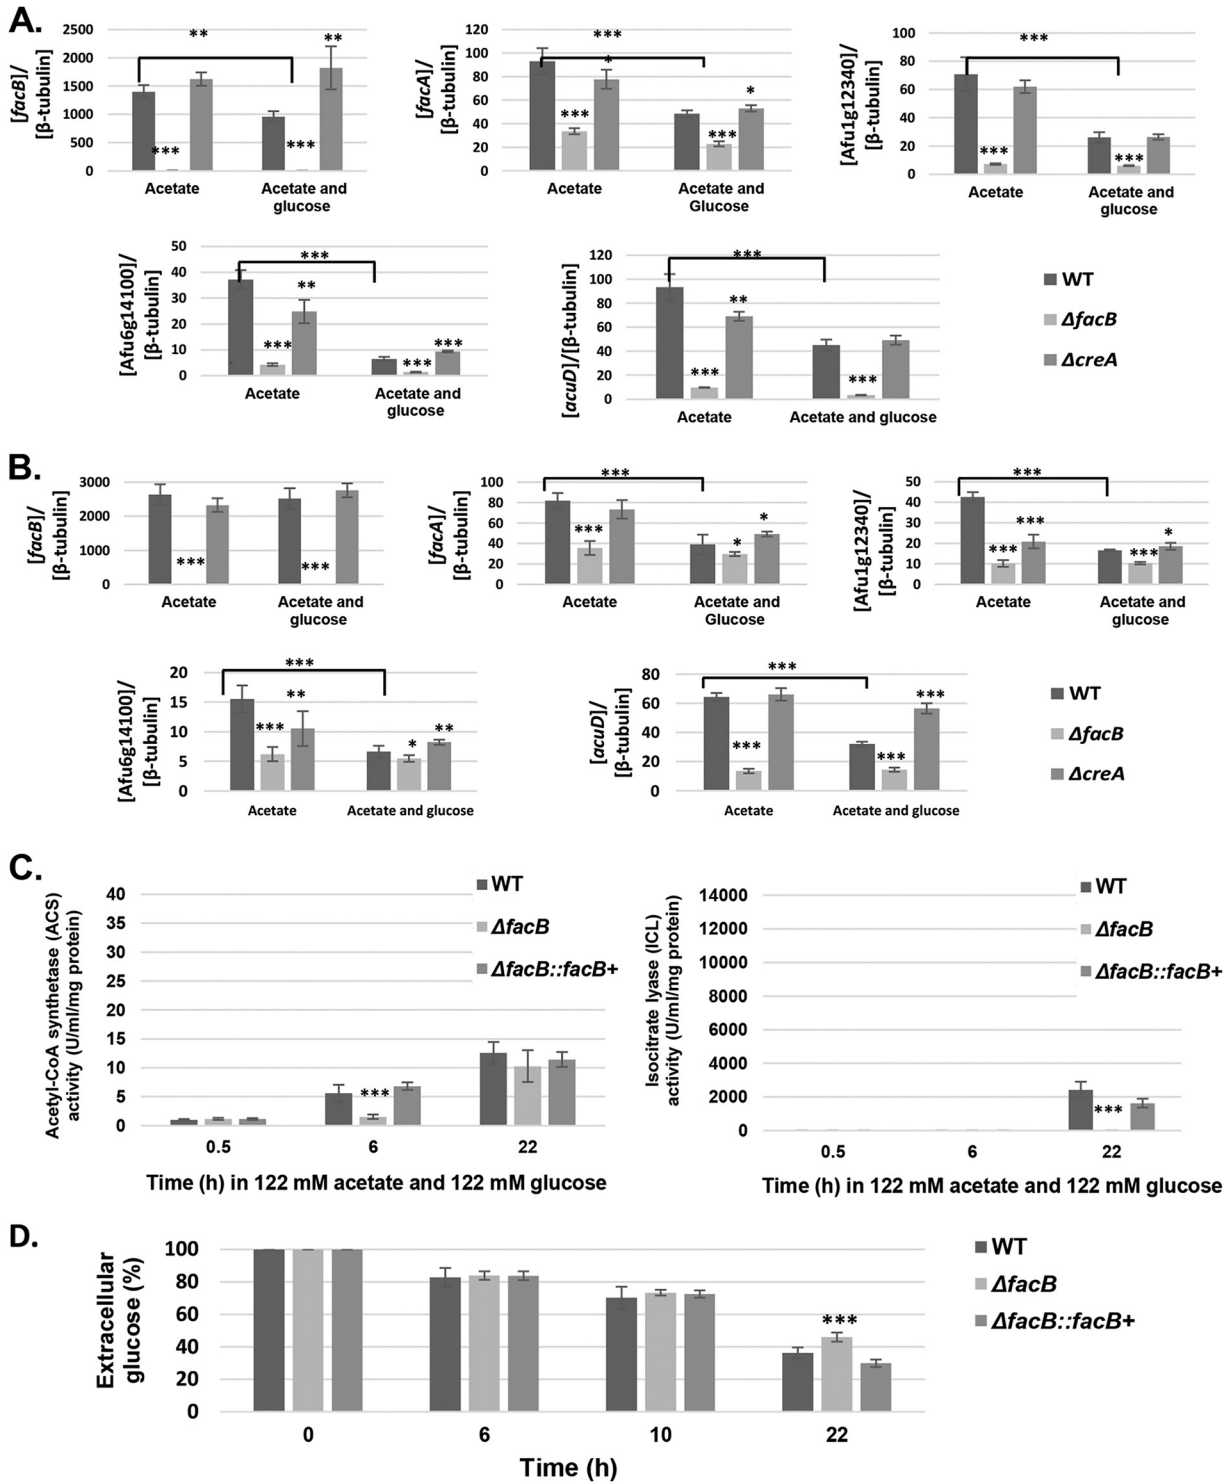 A.
[facB]/
[β-tubulin]
2500
2000
1500
1000
500
0
**
***
***
**
Acetate
Acetate and
glucose
[facA]/
[β-tubulin]
120
100
80
60
40
20
0
***
***
*
***
*
Acetate
Acetate and
Glucose
[Afu1g12340]/
[β-tubulin]
100
80
60
40
20
0
***
***
***
Acetate
Acetate and
glucose
[Afu6g14100]/
[β-tubulin]
50
40
30
20
10
0
***
***
**
***
***
Acetate
Acetate and
glucose
[acuD]/[β-tubulin]
120
100
80
60
40
20
0
***
***
**
***
Acetate
Acetate and glucose
WT
ΔfacB
ΔcreA
B.
[facB]/
[β-tubulin]
3000
2000
1000
0
***
***
Acetate
Acetate and
glucose
[facA]/
[β-tubulin]
100
80
60
40
20
0
***
***
*
*
Acetate
Acetate and
Glucose
[Afu1g12340]/
[β-tubulin]
50
40
30
20
10
0
***
***
***
***
*
Acetate
Acetate and
glucose
[Afu6g14100]/
[β-tubulin]
20
15
10
5
0
***
***
**
*
**
Acetate
Acetate and glucose
[acuD]/
[β-tubulin]
80
60
40
20
0
***
***
***
***
Acetate
Acetate and glucose
WT
ΔfacB
ΔcreA
C.
Acetyl-CoA synthetase (ACS)
activity (U/ml/mg protein)
40
35
30
25
20
15
10
5
0
***
0.5
6
22
Time (h) in 122 mM acetate and 122 mM glucose
WT
ΔfacB
ΔfacB::facB+
Isocitrate lyase (ICL)
activity (U/ml/mg protein)
14000
12000
10000
8000
6000
4000
2000
0
***
0.5
6
22
Time (h) in 122 mM acetate and 122 mM glucose
WT
ΔfacB
ΔfacB::facB+
D.
Extracellular
glucose (%)
100
80
60
40
20
0
***
0
6
10
22
Time (h)
WT
ΔfacB
ΔfacB::facB+